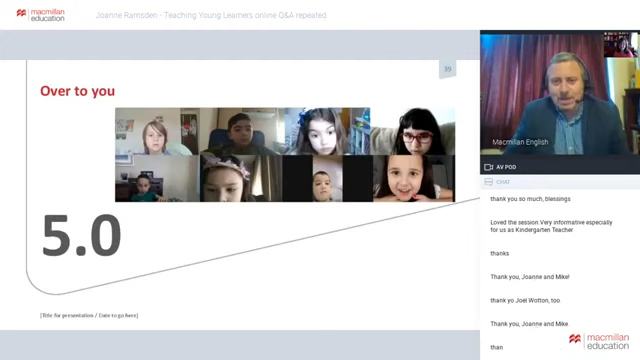 macmillan
education
Joanne Ramsden - Teaching Young Learners online Q&A repeated
39
Over to you
5.0
[Title for presentation / Date to go here]
Macmillan English
AV POD
CHAT
thank you so much, blessings
Loved the session.Very informative especially
for us as Kindergarten Teacher
thanks
Thank you, Joanne and Mike!
thank yo Joel Wotton, too.
Thank you, Joanne and Mike.
than
macmillan
education